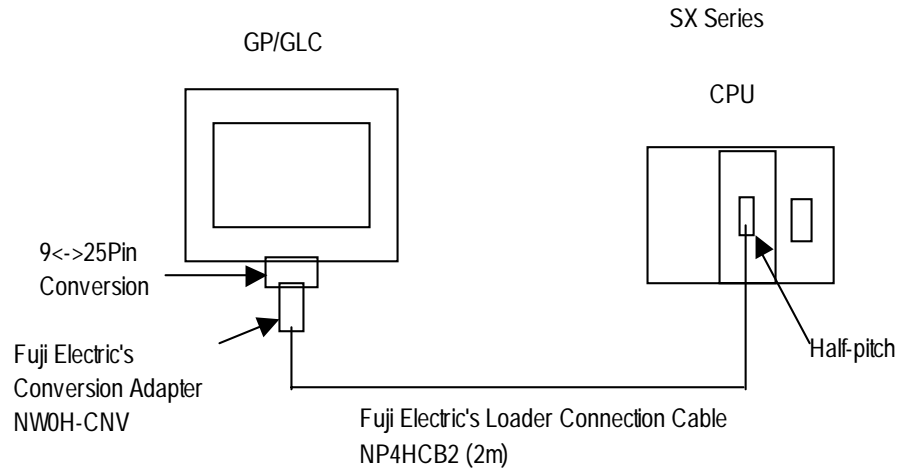 SX Series
GP/GLC
CPU
9<->25Pin
Conversion
Half-pitch
Fuji Electric's
Conversion Adapter
NW0H-CNV
Fuji Electric's Loader Connection Cable
NP4HCB2 (2m)